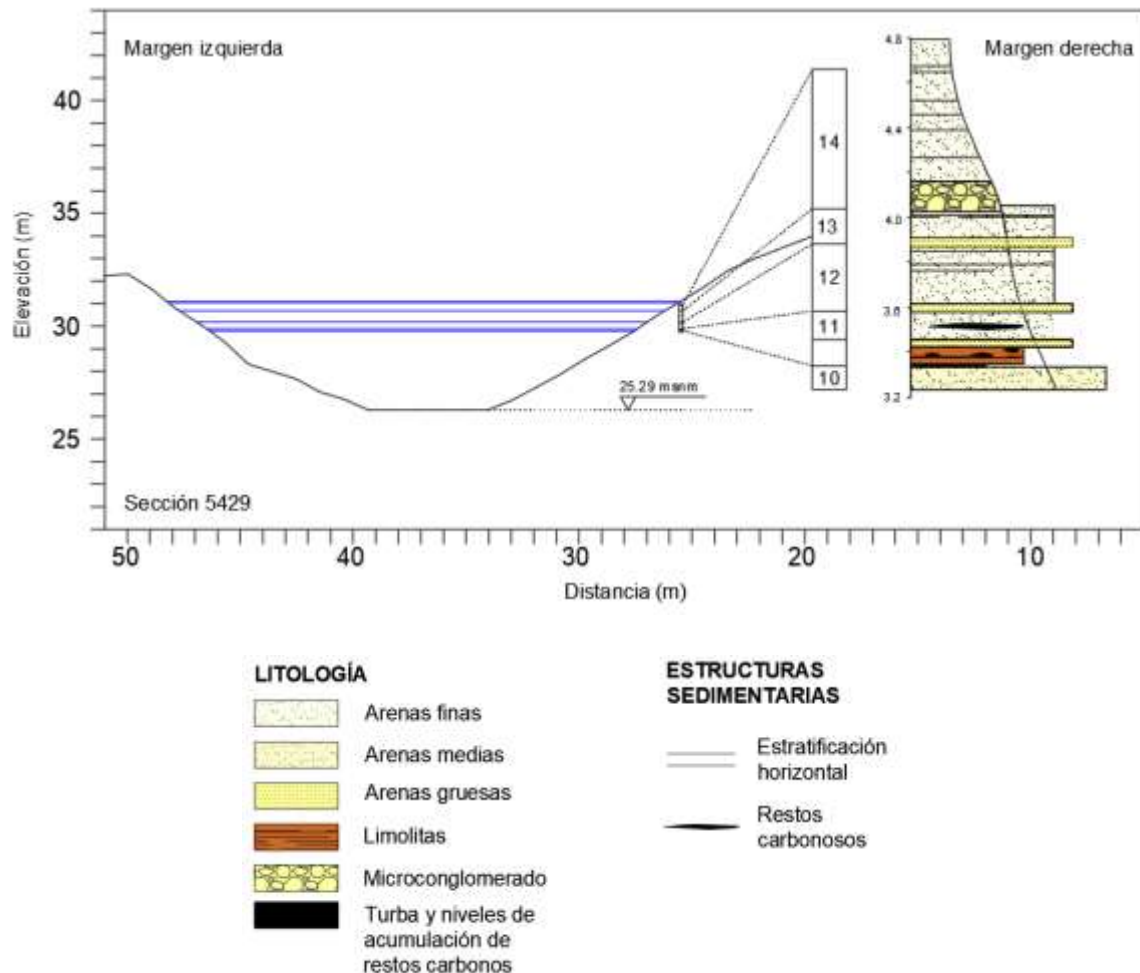 Margen izquierda
Margen derecha
Elevación (m)
40
35
30
25
14
13
12
11
10
4.8
4.4
4.0
3.6
3.2
25.29 msnm
Sección 5429
50
40
30
20
10
Distancia (m)
LITOLOGÍA
Arenas finas
Arenas medias
Arenas gruesas
Limolitas
Microconglomerado
Turba y niveles de
acumulación de
restos carbonos
ESTRUCTURAS
SEDIMENTARIAS
Estratificación
horizontal
Restos
carbonosos